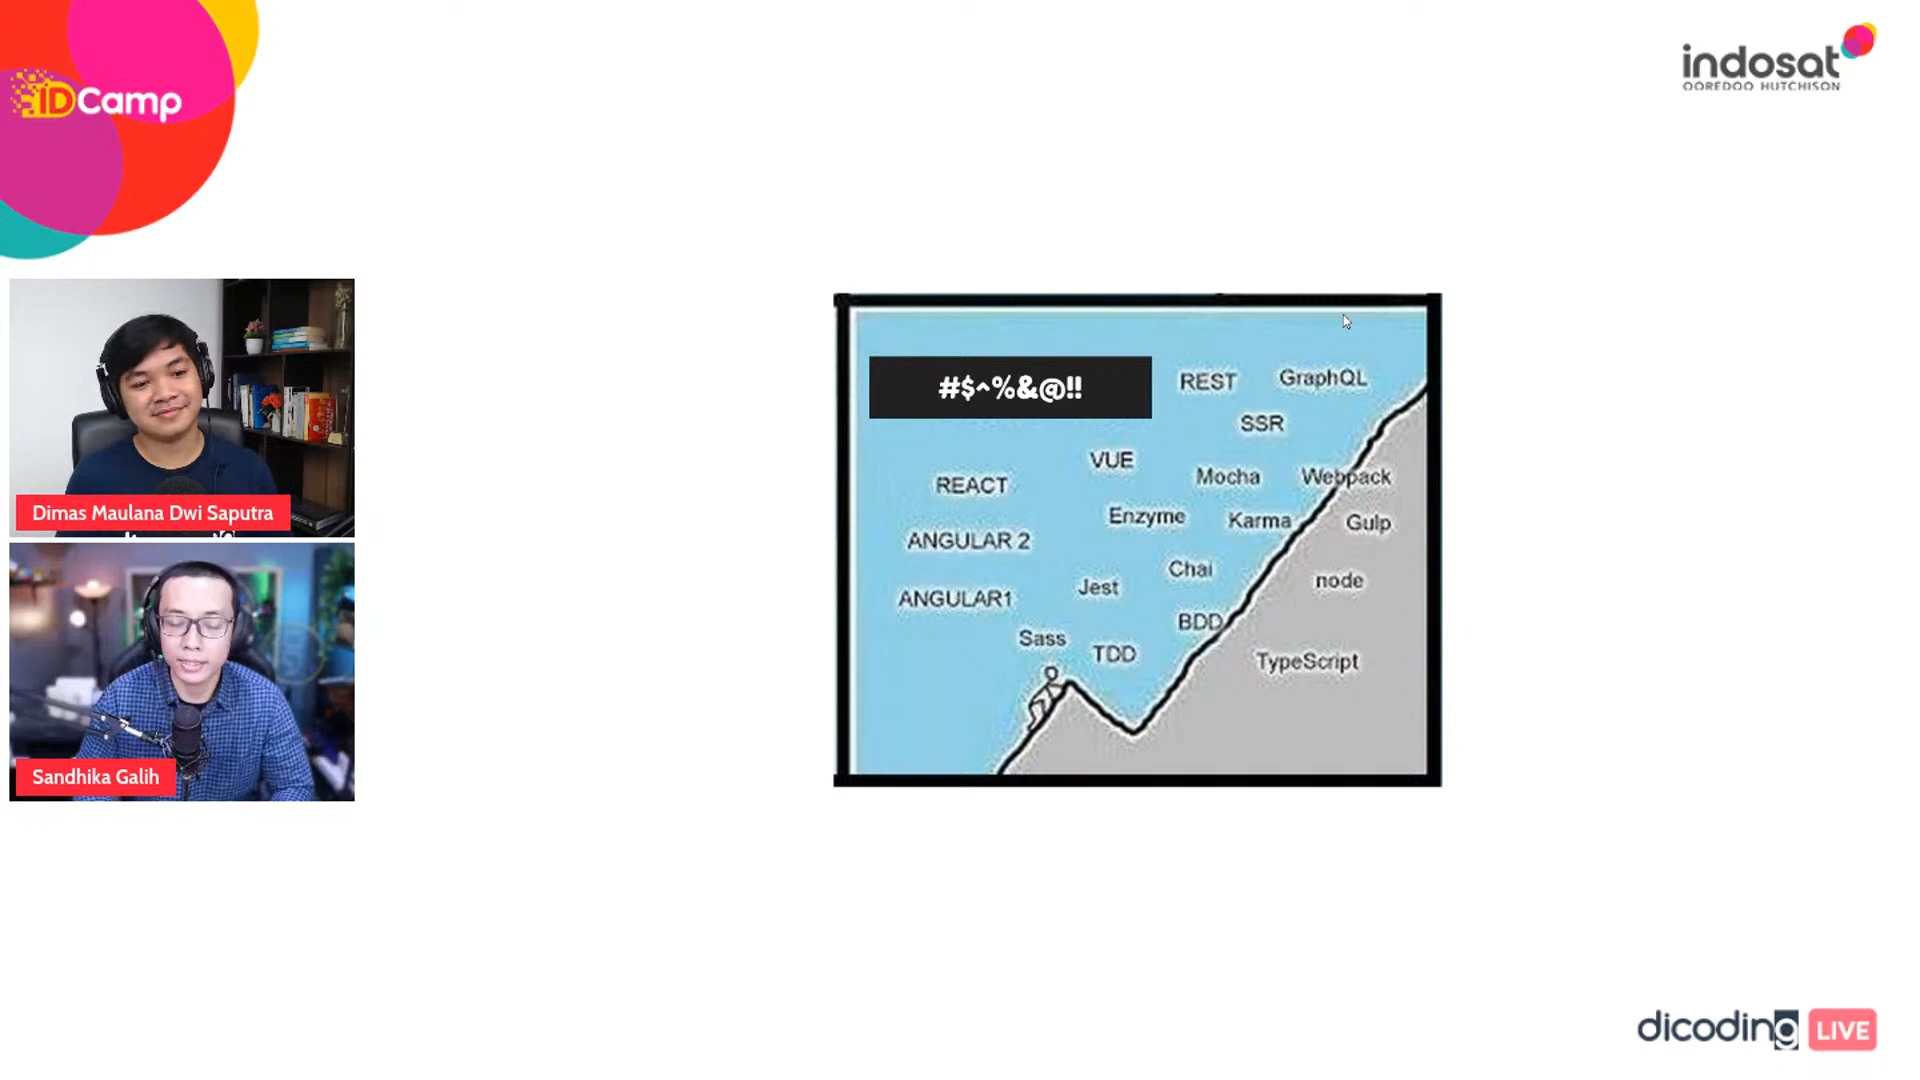 IDCamp
indosat
OOREDOO HUTCHISON
Dimas Maulana Dwi Saputra
Sandhika Galih
#$^%&@!!
REST
GraphQL
SSR
VUE
REACT
Mocha
Webpack
Enzyme
Karma
Gulp
ANGULAR 2
Chai
node
Jest
ANGULAR1
BDD
Sass
TDD
TypeScript
dicoding LIVE